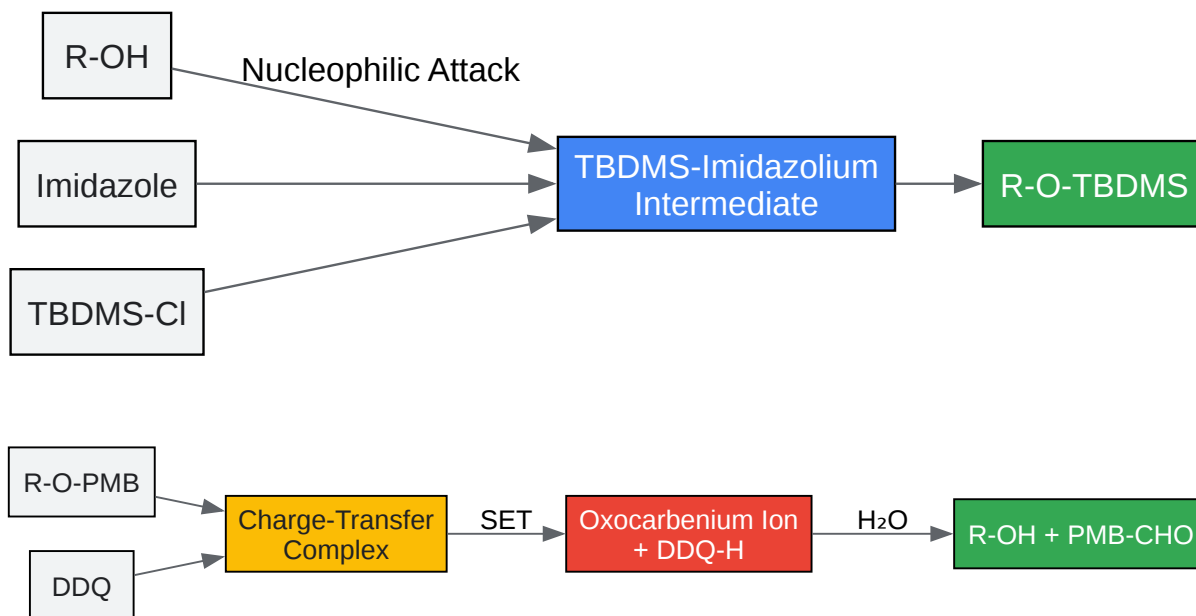 R-OH
Nucleophilic Attack
Imidazole
TBDMS-Imidazolium
Intermediate
R-O-TBDMS
TBDMS-Cl
R-O-PMB
Charge-Transfer
Complex
SET
Oxocarbenium Ion
+ DDQ-H
H₂O
R-OH + PMB-CHO
DDQ